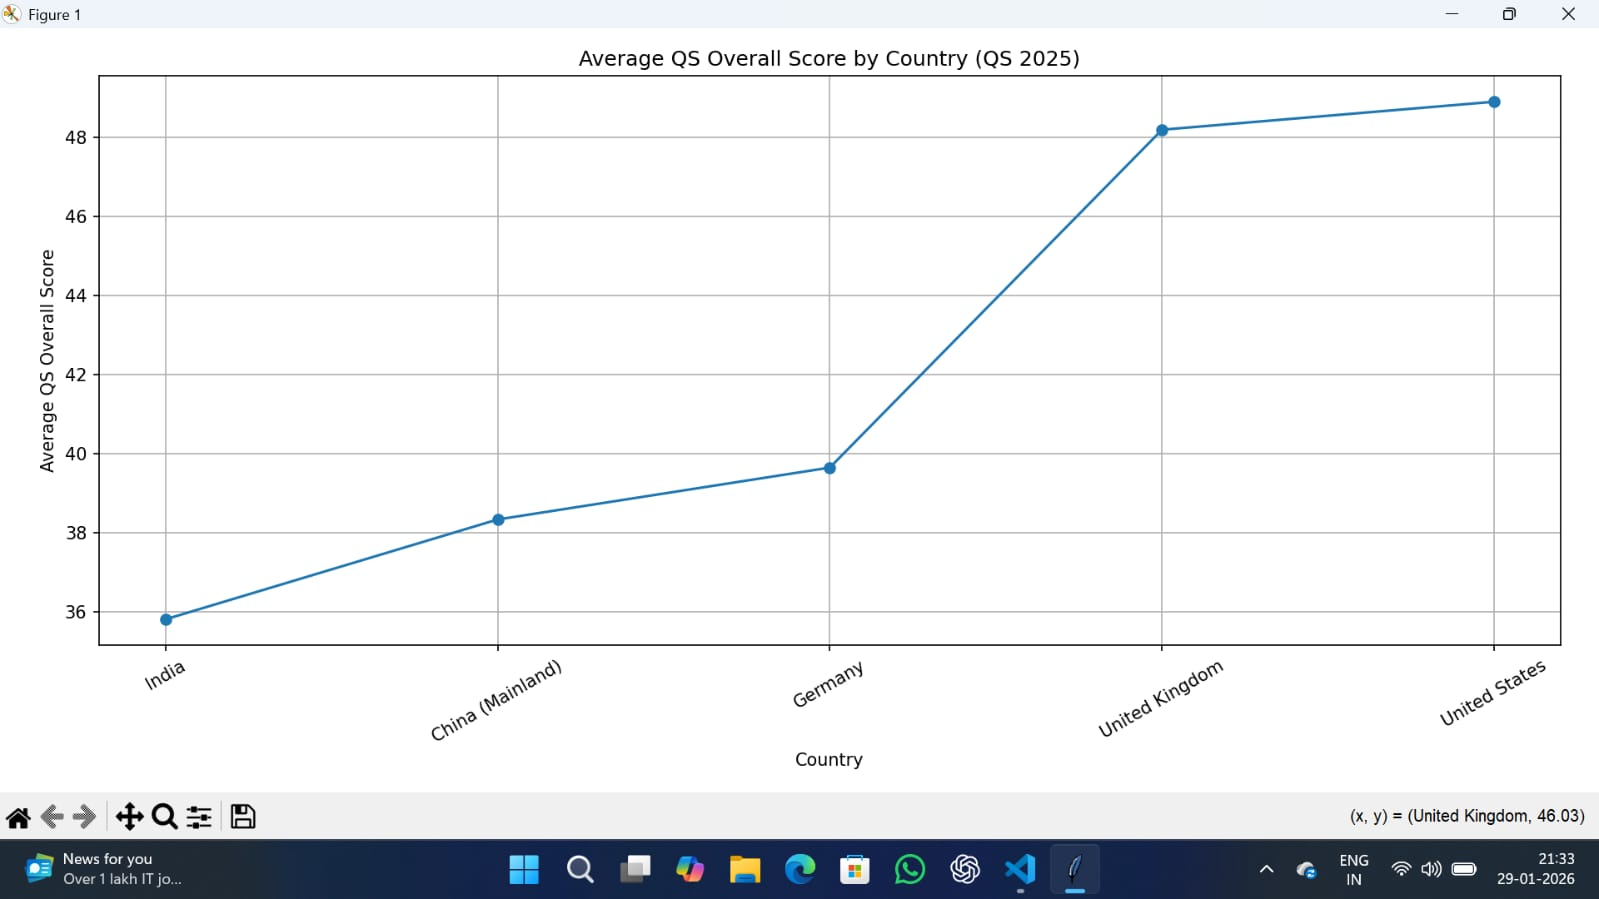 Figure 1
Average QS Overall Score by Country (QS 2025)
Average QS Overall Score
48
46
44
42
40
38
36
India
China (Mainland)
Germany
United Kingdom
United States
Country
(x, y) = (United Kingdom, 46.03)
News for you
Over 1 lakh IT jo...
ENG
IN
21:33
29-01-2026